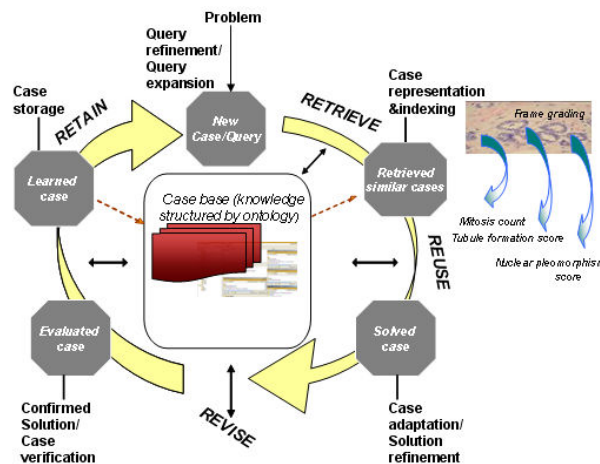 Problem
Query
refinement/
Query
expansion
Case
storage
RETAIN
New
Case/Query
RETRIEVE
Case
representation
&indexing
Frame grading
Learned
case
Retrieved
similar cases
Case base (knowledge
structured by ontology)
Mitosis count
Tubule formation score
Nuclear pleomorphism
score
REUSE
Evaluated
case
Solved
case
REVISE
Confirmed
Solution/
Case
verification
Case
adaptation/
Solution
refinement